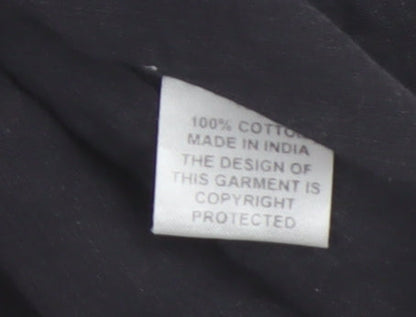 100% COTTO
MADE IN INDIA
THE DESIGN OF
THIS GARMENT IS
COPYRIGHT
PROTECTED